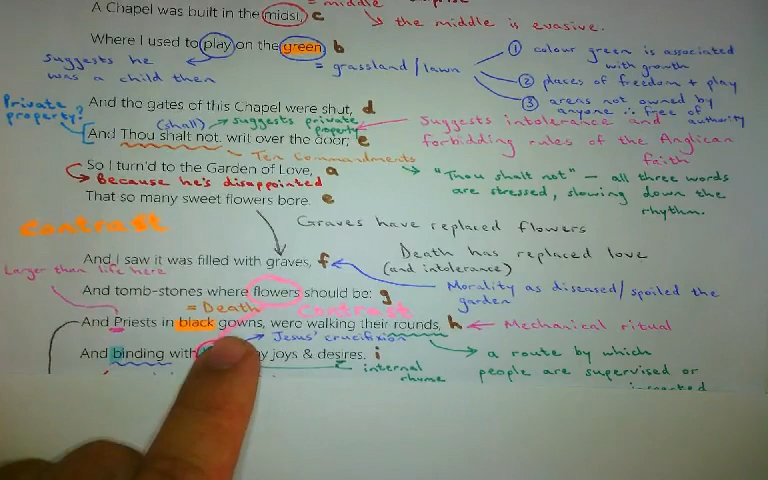 = middle
A Chapel was built in the midst, c
the middle is evasive.
Where I used to play on the green, b
suggests he was a child then
= grassland/lawn
① colour green is associated with growth
② places of freedom + play
③ areas not owned by anyone ∴ free of authority
And the gates of this Chapel were shut, d
Private property?
(shall)
suggests private property
And Thou shalt not. writ over the door; e
Suggests intolerance and forbidding rules of the Anglican faith
Ten Commandments
So I turn'd to the Garden of Love, a
Because he's disappointed
"Thou shalt not" – all three words are stressed, slowing down the rhythm.
That so many sweet flowers bore. e
Contrast
Graves have replaced flowers
And I saw it was filled with graves, f
Death has replaced love
(and intolerance)
Larger than life here
And tomb-stones where flowers should be: g
Morality as diseased/spoiled the garden
= Death
Contrast
And Priests in black gowns, were walking their rounds, h
Mechanical ritual
Jesus' crucifixion
And binding with my joys & desires. i
internal rhyme
a route by which people are supervised or